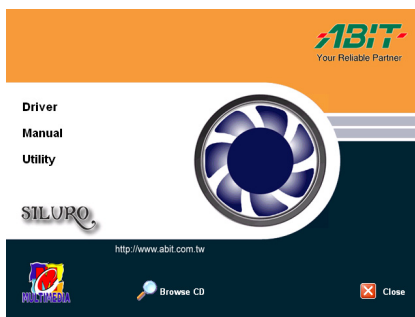 ABIT
Your Reliable Partner
Driver
Manual
Utility
SILURO
http://www.abit.com.tw
MULTIMEDIA
Browse CD
Close